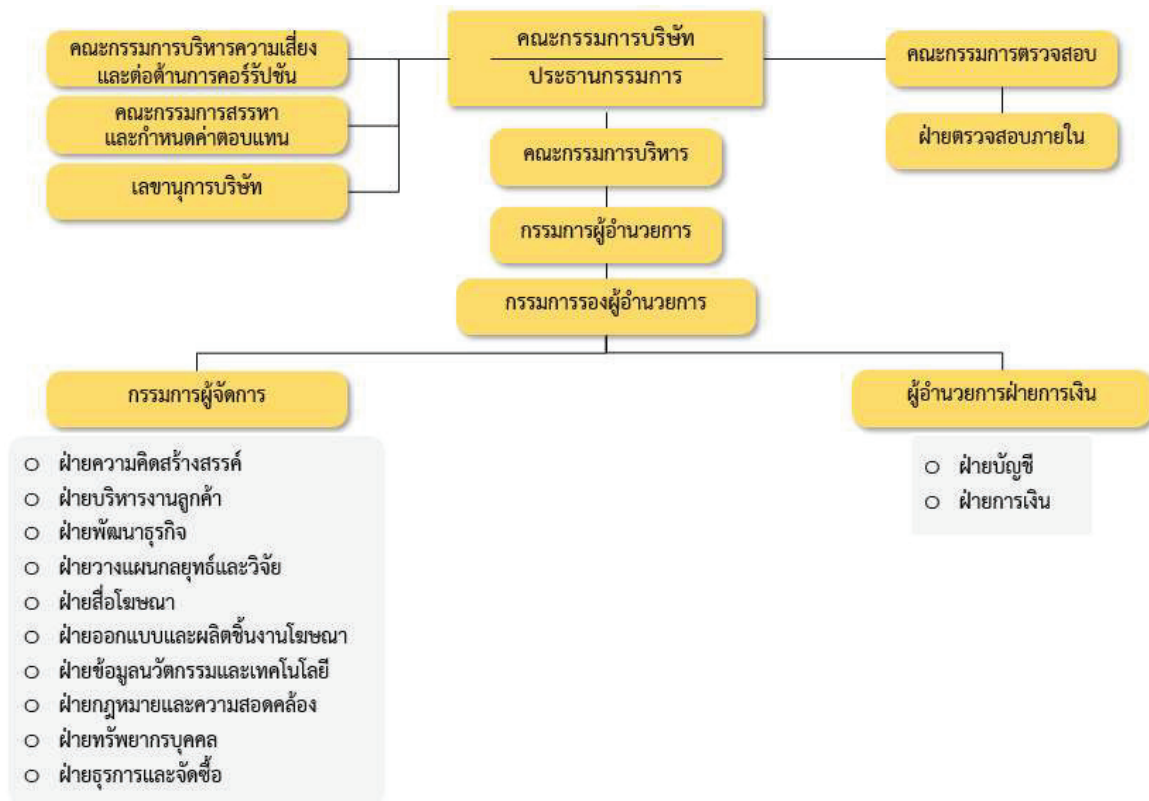 คณะกรรมการบริหารความเสี่ยง
และต่อต้านการคอร์รัปชัน
คณะกรรมการสรรหา
และกำหนดค่าตอบแทน
เลขานุการบริษัท
คณะกรรมการบริษัท
ประธานกรรมการ
คณะกรรมการตรวจสอบ
ฝ่ายตรวจสอบภายใน
คณะกรรมการบริหาร
กรรมการผู้อำนวยการ
กรรมการรองผู้อำนวยการ
กรรมการผู้จัดการ
ฝ่ายความคิดสร้างสรรค์
ฝ่ายบริหารงานลูกค้า
ฝ่ายพัฒนาธุรกิจ
ฝ่ายวางแผนกลยุทธ์และวิจัย
ฝ่ายสื่อโฆษณา
ฝ่ายออกแบบและผลิตชิ้นงานโฆษณา
ฝ่ายข้อมูลนวัตกรรมและเทคโนโลยี
ฝ่ายกฎหมายและความสอดคล้อง
ฝ่ายทรัพยากรบุคคล
ฝ่ายธุรการและจัดซื้อ
ผู้อำนวยการฝ่ายการเงิน
ฝ่ายบัญชี
ฝ่ายการเงิน